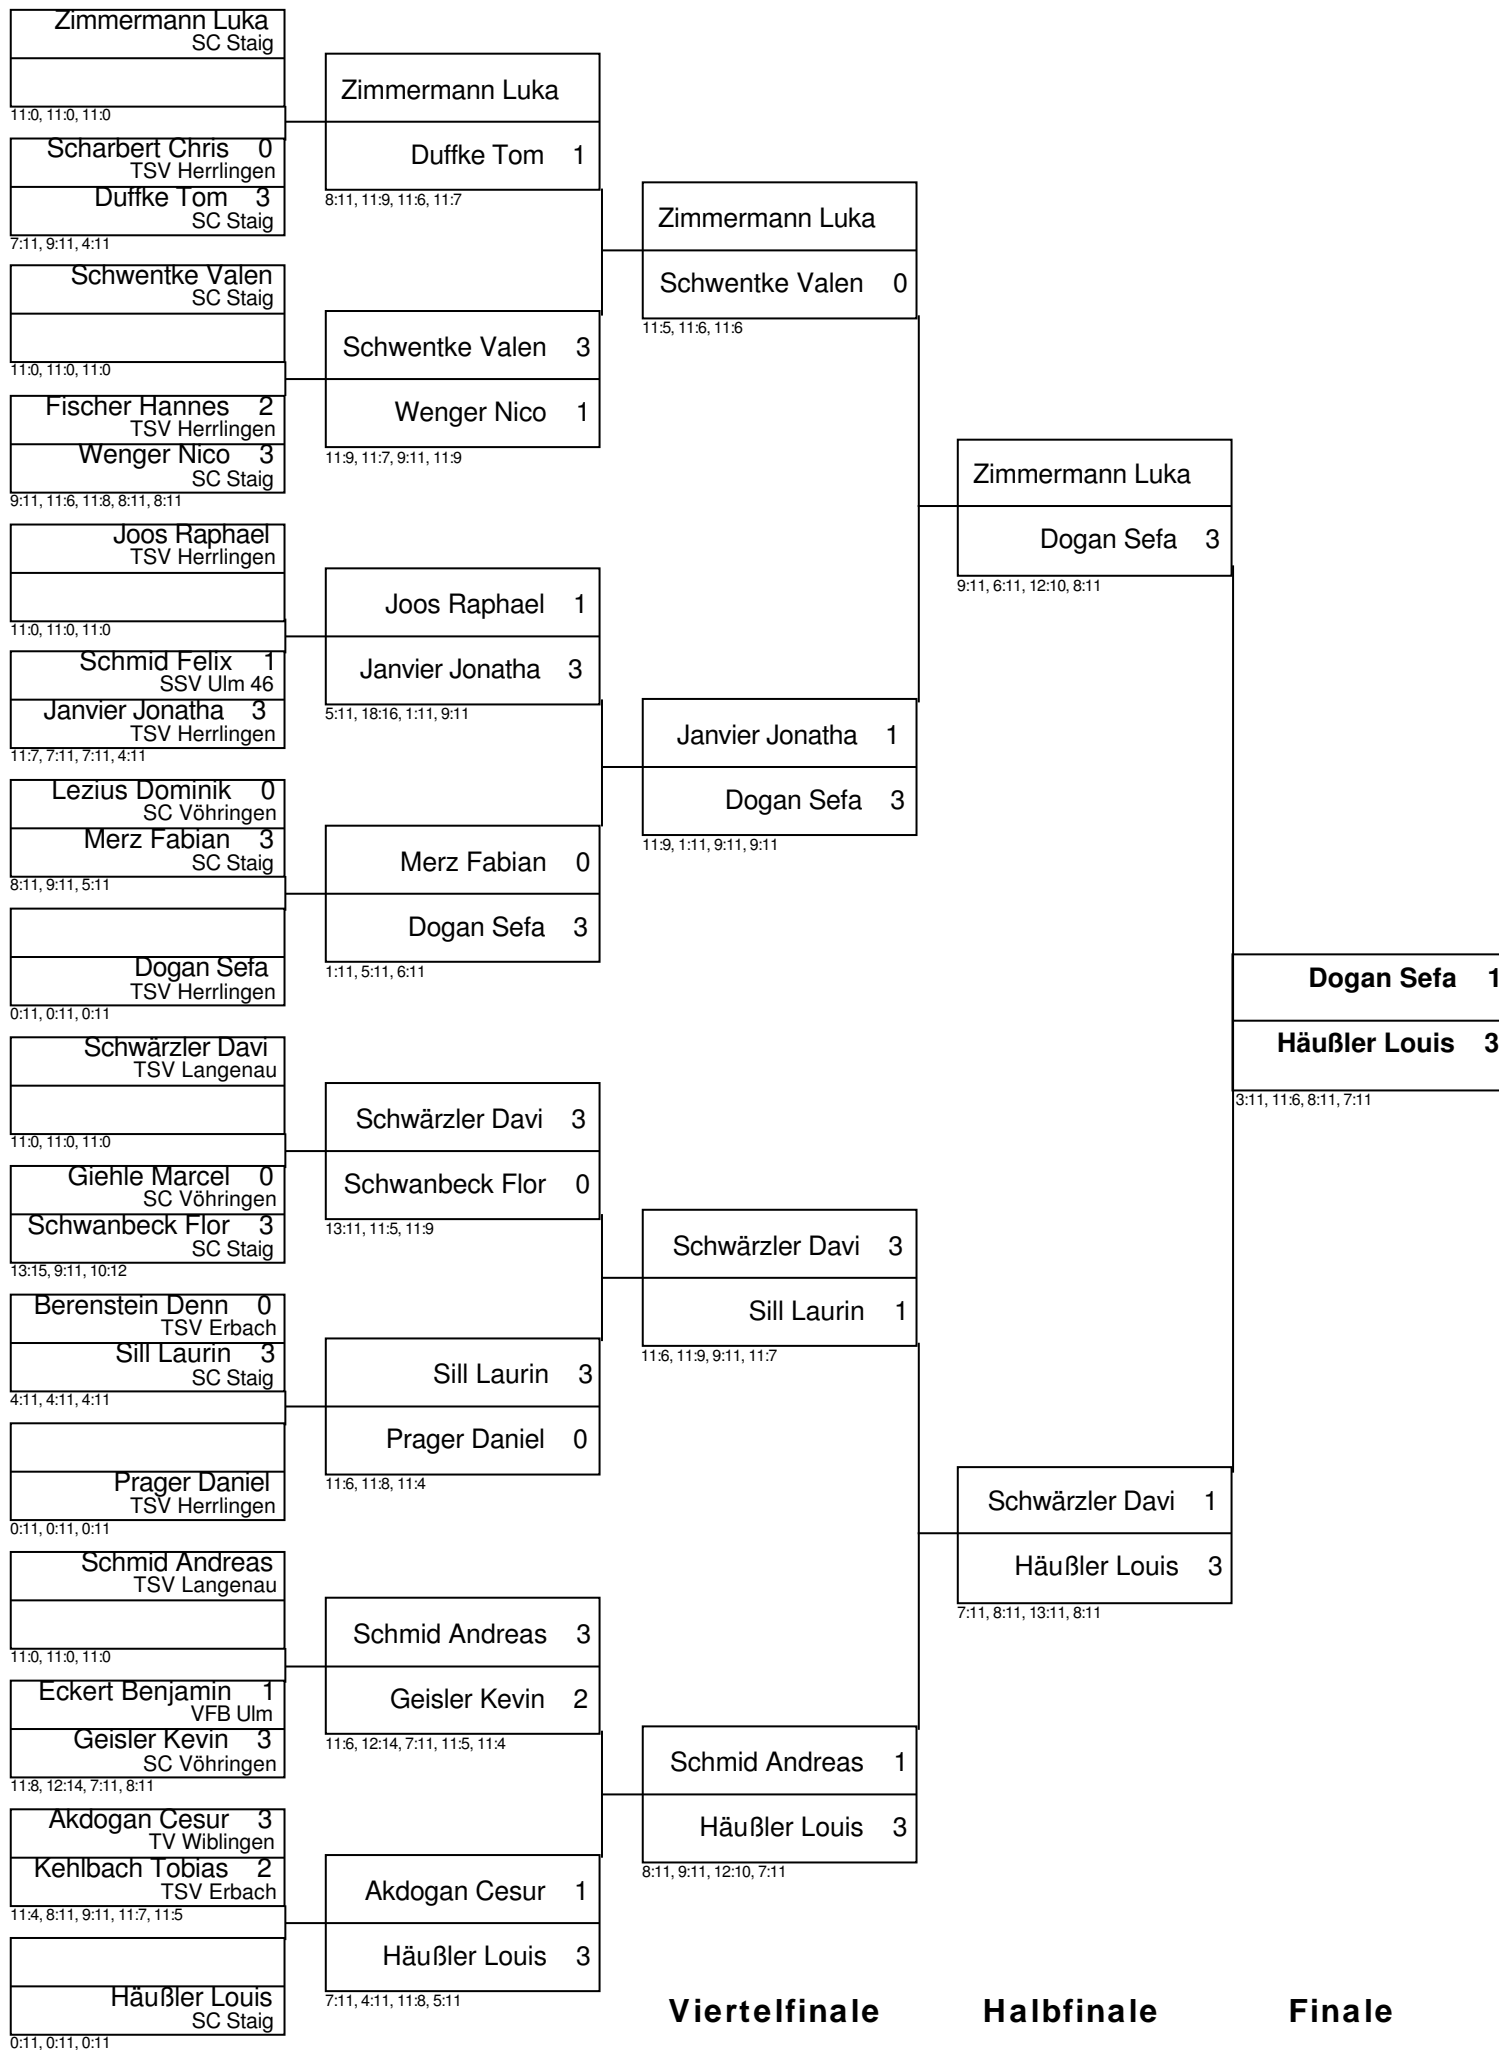 Zimmermann Luka
SC Staig
11:0, 11:0, 11:0
Scharbert Chris 0
TSV Herrlingen
Duffke Tom 3
SC Staig
7:11, 9:11, 4:11
Schwentke Valen
SC Staig
11:0, 11:0, 11:0
Fischer Hannes 2
TSV Herrlingen
Wenger Nico 3
SC Staig
9:11, 11:6, 11:8, 8:11, 8:11
Joos Raphael
TSV Herrlingen
11:0, 11:0, 11:0
Schmid Felix 1
SSV Ulm 46
Janvier Jonatha 3
TSV Herrlingen
11:7, 7:11, 7:11, 4:11
Lezius Dominik 0
SC Vöhringen
Merz Fabian 3
SC Staig
8:11, 9:11, 5:11
Dogan Sefa
TSV Herrlingen
0:11, 0:11, 0:11
Schwärzler Davi
TSV Langenau
11:0, 11:0, 11:0
Giehle Marcel 0
SC Vöhringen
Schwanbeck Flor 3
SC Staig
13:15, 9:11, 10:12
Berenstein Denn 0
TSV Erbach
Sill Laurin 3
SC Staig
4:11, 4:11, 4:11
Prager Daniel
TSV Herrlingen
0:11, 0:11, 0:11
Schmid Andreas
TSV Langenau
11:0, 11:0, 11:0
Eckert Benjamin 1
VFB Ulm
Geisler Kevin 3
SC Vöhringen
11:8, 12:14, 7:11, 8:11
Akdogan Cesur 3
TV Wiblingen
Kehlbach Tobias 2
TSV Erbach
11:4, 8:11, 9:11, 11:7, 11:5
Häußler Louis
SC Staig
0:11, 0:11, 0:11
Zimmermann Luka
Duffke Tom 1
8:11, 11:9, 11:6, 11:7
Schwentke Valen 3
Wenger Nico 1
11:9, 11:7, 9:11, 11:9
Joos Raphael 1
Janvier Jonatha 3
5:11, 18:16, 1:11, 9:11
Merz Fabian 0
Dogan Sefa 3
1:11, 5:11, 6:11
Schwärzler Davi 3
Schwanbeck Flor 0
13:11, 11:5, 11:9
Sill Laurin 3
Prager Daniel 0
11:6, 11:8, 11:4
Schmid Andreas 3
Geisler Kevin 2
11:6, 12:14, 7:11, 11:5, 11:4
Akdogan Cesur 1
Häußler Louis 3
7:11, 4:11, 11:8, 5:11
Zimmermann Luka
Schwentke Valen 0
11:5, 11:6, 11:6
Janvier Jonatha 1
Dogan Sefa 3
11:9, 1:11, 9:11, 9:11
Schwärzler Davi 3
Sill Laurin 1
11:6, 11:9, 9:11, 11:7
Schmid Andreas 1
Häußler Louis 3
8:11, 9:11, 12:10, 7:11
Viertelfinale
Zimmermann Luka
Dogan Sefa 3
9:11, 6:11, 12:10, 8:11
Schwärzler Davi 1
Häußler Louis 3
7:11, 8:11, 13:11, 8:11
Halbfinale
Dogan Sefa 1
Häußler Louis 3
3:11, 11:6, 8:11, 7:11
Finale